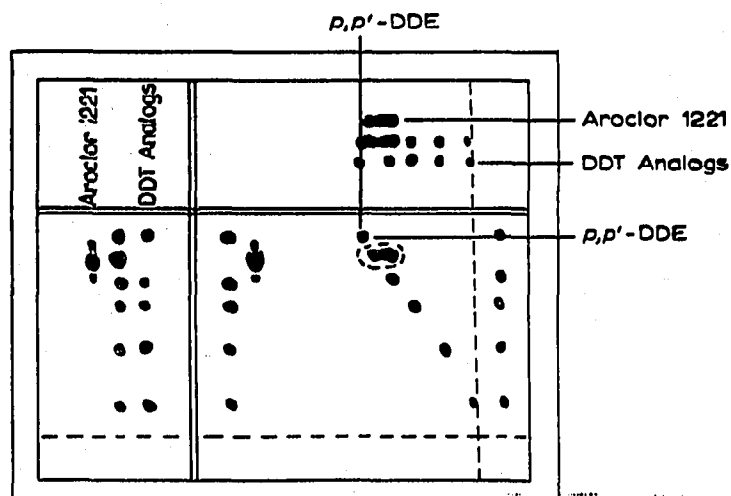 p,p'-DDE
Aroclor 1221
DDT Analogs
Aroclor 1221
DDT Analogs
p,p'-DDE